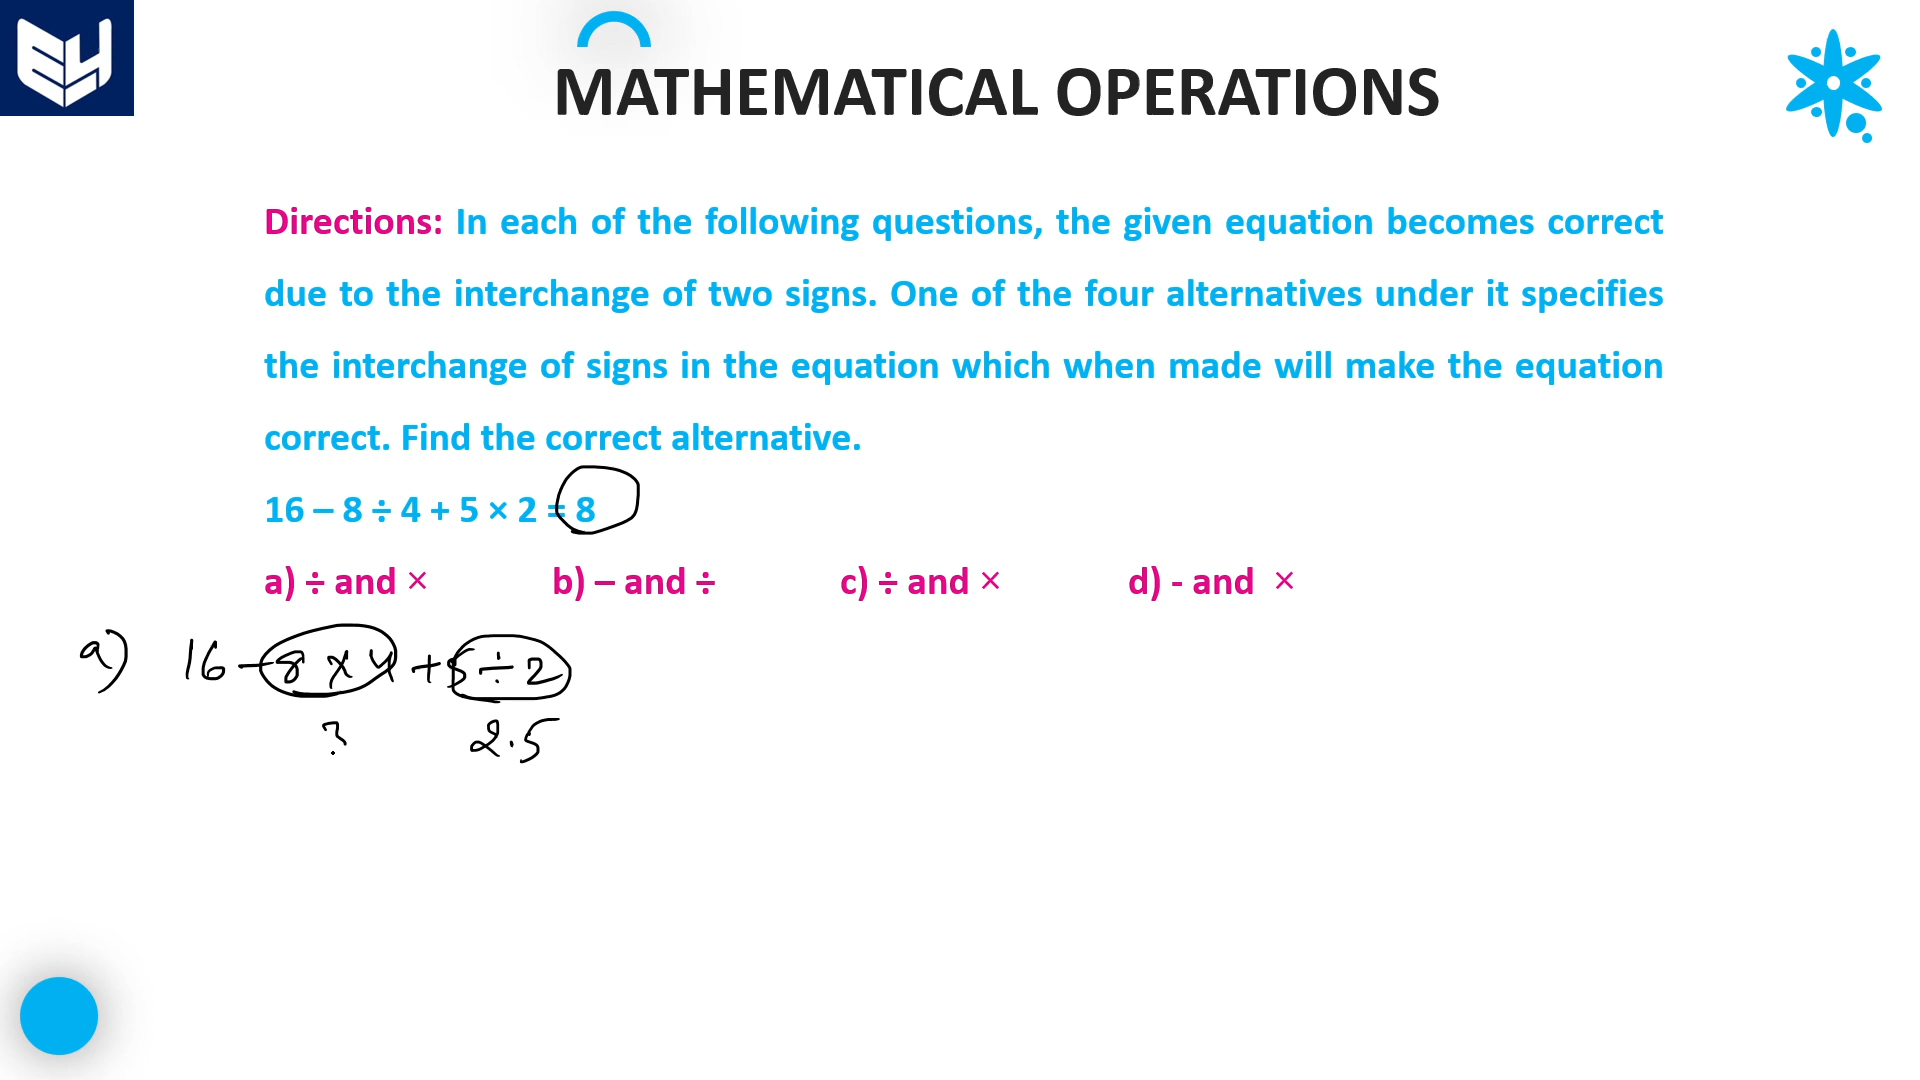 MATHEMATICAL OPERATIONS
Directions: In each of the following questions, the given equation becomes correct
due to the interchange of two signs. One of the four alternatives under it specifies
the interchange of signs in the equation which when made will make the equation
correct. Find the correct alternative.
16 – 8 ÷ 4 + 5 × 2 = 8
a) ÷ and × b) – and ÷ c) ÷ and × d) - and ×
a) 16 - 8 × 4 + 5 ÷ 2
? 2.5